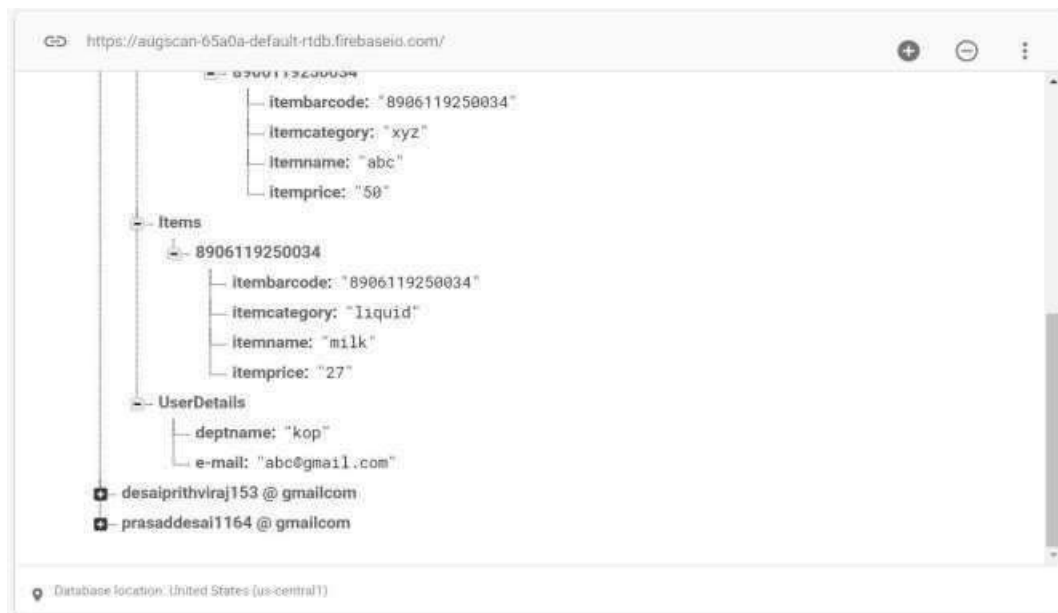 https://augscan-65a0a-default-rtdb.firebaseio.com/
8906119250034
itembarcode: "8906119250034"
itemcategory: "xyz"
itemname: "abc"
itemprice: "50"
Items
8906119250034
itembarcode: "8906119250034"
itemcategory: "liquid"
itemname: "milk"
itemprice: "27"
UserDetails
deptname: "kop"
e-mail: "abc@gmail.com"
desaiprithviraj153 @ gmailcom
prasaddesai1164 @ gmailcom
Database location: United States (us-central1)